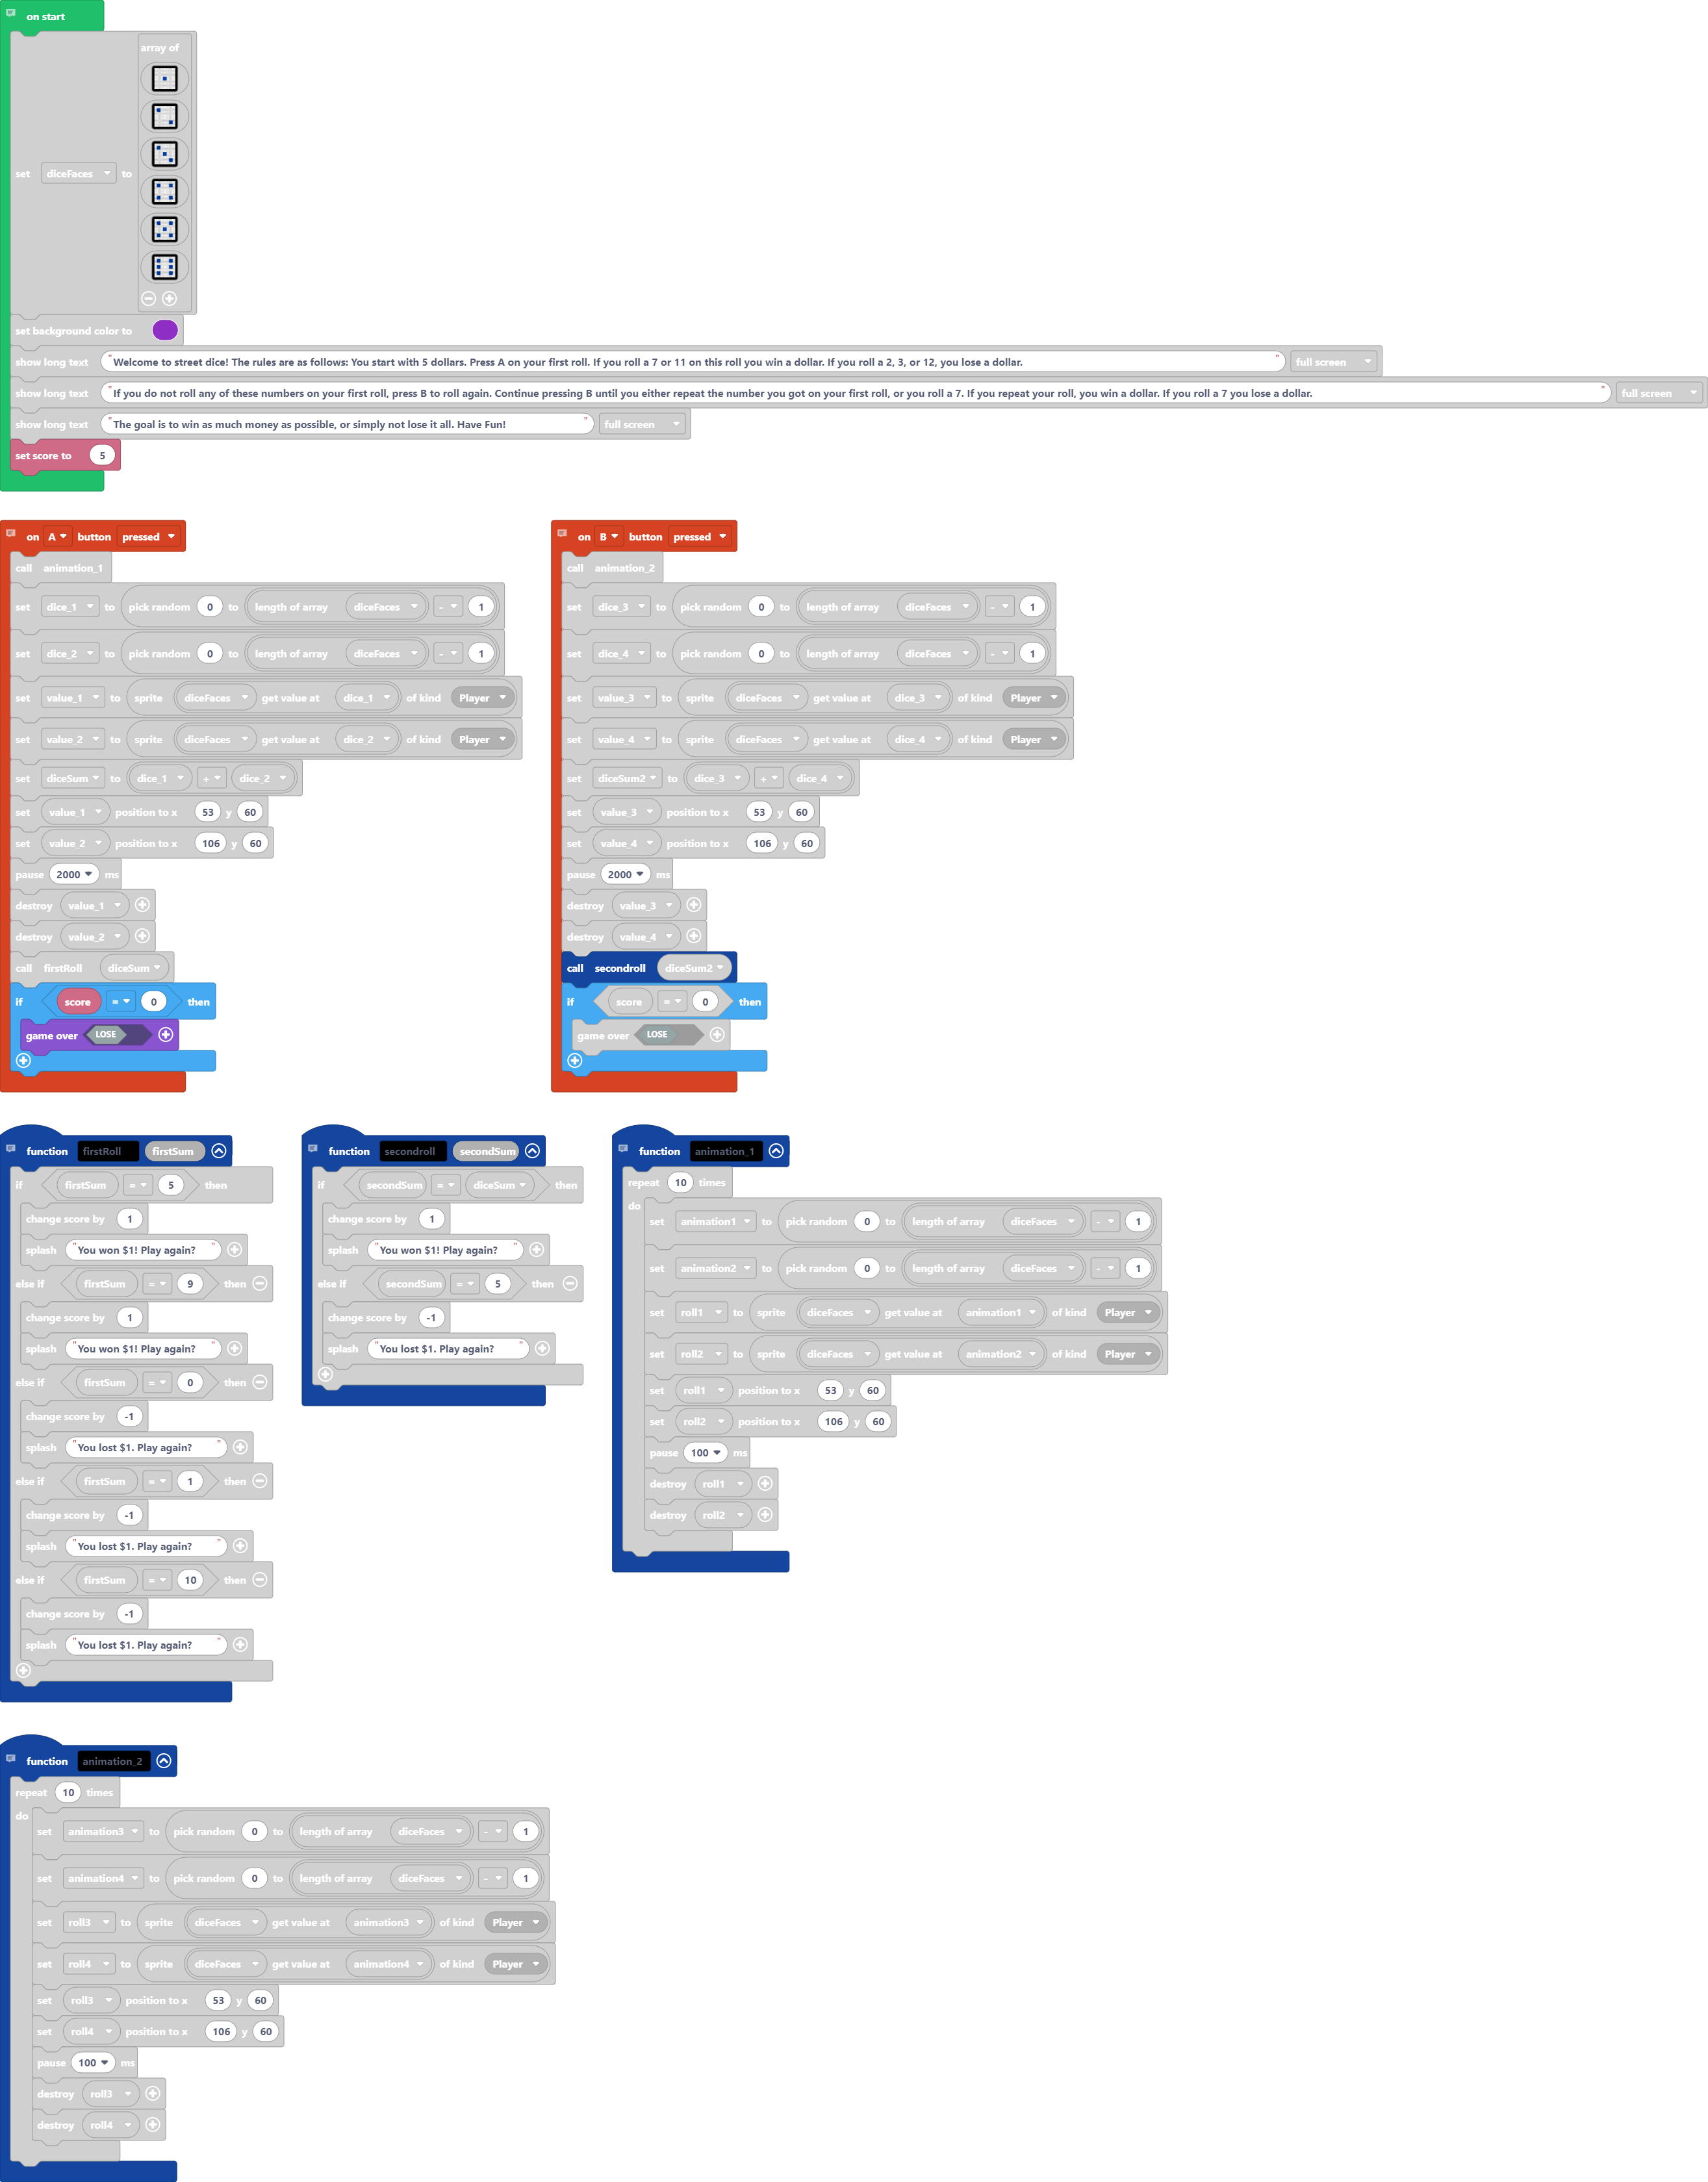 on start
array of
set diceFaces to
set background color to
show long text "Welcome to street dice! The rules are as follows: You start with 5 dollars. Press A on your first roll. If you roll a 7 or 11 on this roll you win a dollar. If you roll a 2, 3, or 12, you lose a dollar. " full screen
show long text "If you do not roll any of these numbers on your first roll, press B to roll again. Continue pressing B until you either repeat the number you got on your first roll, or you roll a 7. If you repeat your roll, you win a dollar. If you roll a 7 you lose a dollar. " full screen
show long text "The goal is to win as much money as possible, or simply not lose it all. Have Fun! " full screen
set score to 5
on A button pressed
call animation_1
set dice_1 to pick random 0 to length of array diceFaces - 1
set dice_2 to pick random 0 to length of array diceFaces - 1
set value_1 to sprite diceFaces get value at dice_1 of kind Player
set value_2 to sprite diceFaces get value at dice_2 of kind Player
set diceSum to dice_1 + dice_2
set value_1 position to x 53 y 60
set value_2 position to x 106 y 60
pause 2000 ms
destroy value_1
destroy value_2
call firstRoll diceSum
if score = 0 then
game over LOSE
on B button pressed
call animation_2
set dice_3 to pick random 0 to length of array diceFaces - 1
set dice_4 to pick random 0 to length of array diceFaces - 1
set value_3 to sprite diceFaces get value at dice_3 of kind Player
set value_4 to sprite diceFaces get value at dice_4 of kind Player
set diceSum2 to dice_3 + dice_4
set value_3 position to x 53 y 60
set value_4 position to x 106 y 60
pause 2000 ms
destroy value_3
destroy value_4
call secondroll diceSum2
if score = 0 then
game over LOSE
function firstRoll firstSum
if firstSum = 5 then
change score by 1
splash "You won $1! Play again? "
else if firstSum = 9 then
change score by 1
splash "You won $1! Play again? "
else if firstSum = 0 then
change score by -1
splash "You lost $1. Play again? "
else if firstSum = 1 then
change score by -1
splash "You lost $1. Play again? "
else if firstSum = 10 then
change score by -1
splash "You lost $1. Play again? "
function secondroll secondSum
if secondSum = diceSum then
change score by 1
splash "You won $1! Play again? "
else if secondSum = 5 then
change score by -1
splash "You lost $1. Play again? "
function animation_1
repeat 10 times
do
set animation1 to pick random 0 to length of array diceFaces - 1
set animation2 to pick random 0 to length of array diceFaces - 1
set roll1 to sprite diceFaces get value at animation1 of kind Player
set roll2 to sprite diceFaces get value at animation2 of kind Player
set roll1 position to x 53 y 60
set roll2 position to x 106 y 60
pause 100 ms
destroy roll1
destroy roll2
function animation_2
repeat 10 times
do
set animation3 to pick random 0 to length of array diceFaces - 1
set animation4 to pick random 0 to length of array diceFaces - 1
set roll3 to sprite diceFaces get value at animation3 of kind Player
set roll4 to sprite diceFaces get value at animation4 of kind Player
set roll3 position to x 53 y 60
set roll4 position to x 106 y 60
pause 100 ms
destroy roll3
destroy roll4